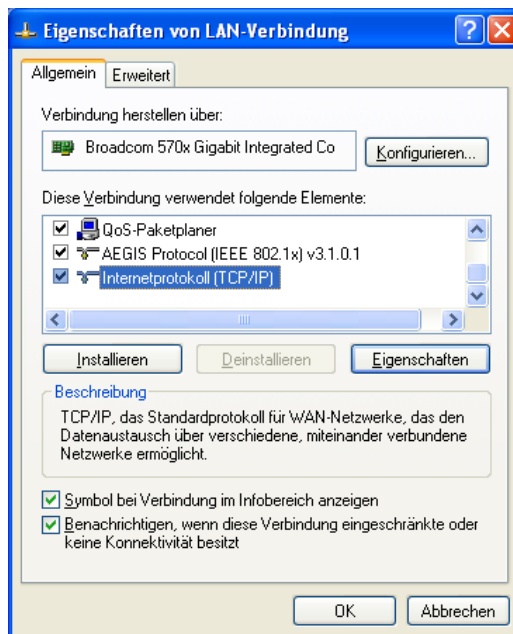 Eigenschaften von LAN-Verbindung
Allgemein
Erweitert
Verbindung herstellen über:
Broadcom 570x Gigabit Integrated Co
Konfigurieren...
Diese Verbindung verwendet folgende Elemente:
QoS-Paketplaner
AEGIS Protocol (IEEE 802.1x) v3.1.0.1
Internetprotokoll (TCP/IP)
Installieren
Deinstallieren
Eigenschaften
Beschreibung
TCP/IP, das Standardprotokoll für WAN-Netzwerke, das den
Datenaustausch über verschiedene, miteinander verbundene
Netzwerke ermöglicht.
Symbol bei Verbindung im Infobereich anzeigen
Benachrichtigen, wenn diese Verbindung eingeschränkte oder
keine Konnektivität besitzt
OK
Abbrechen